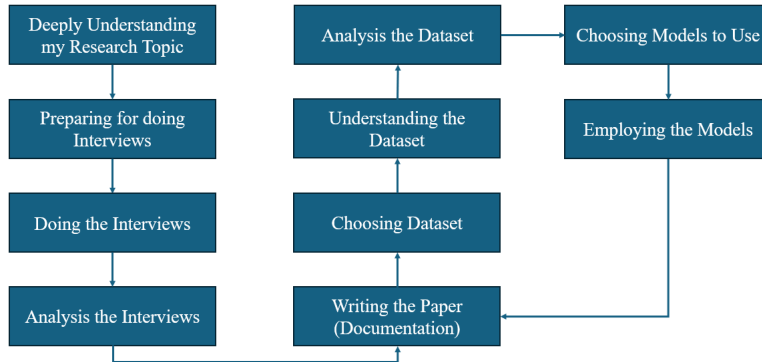 Deeply Understanding
my Research Topic
Preparing for doing
Interviews
Doing the Interviews
Analysis the Interviews
Writing the Paper
(Documentation)
Choosing Dataset
Understanding the
Dataset
Analysis the Dataset
Choosing Models to Use
Employing the Models